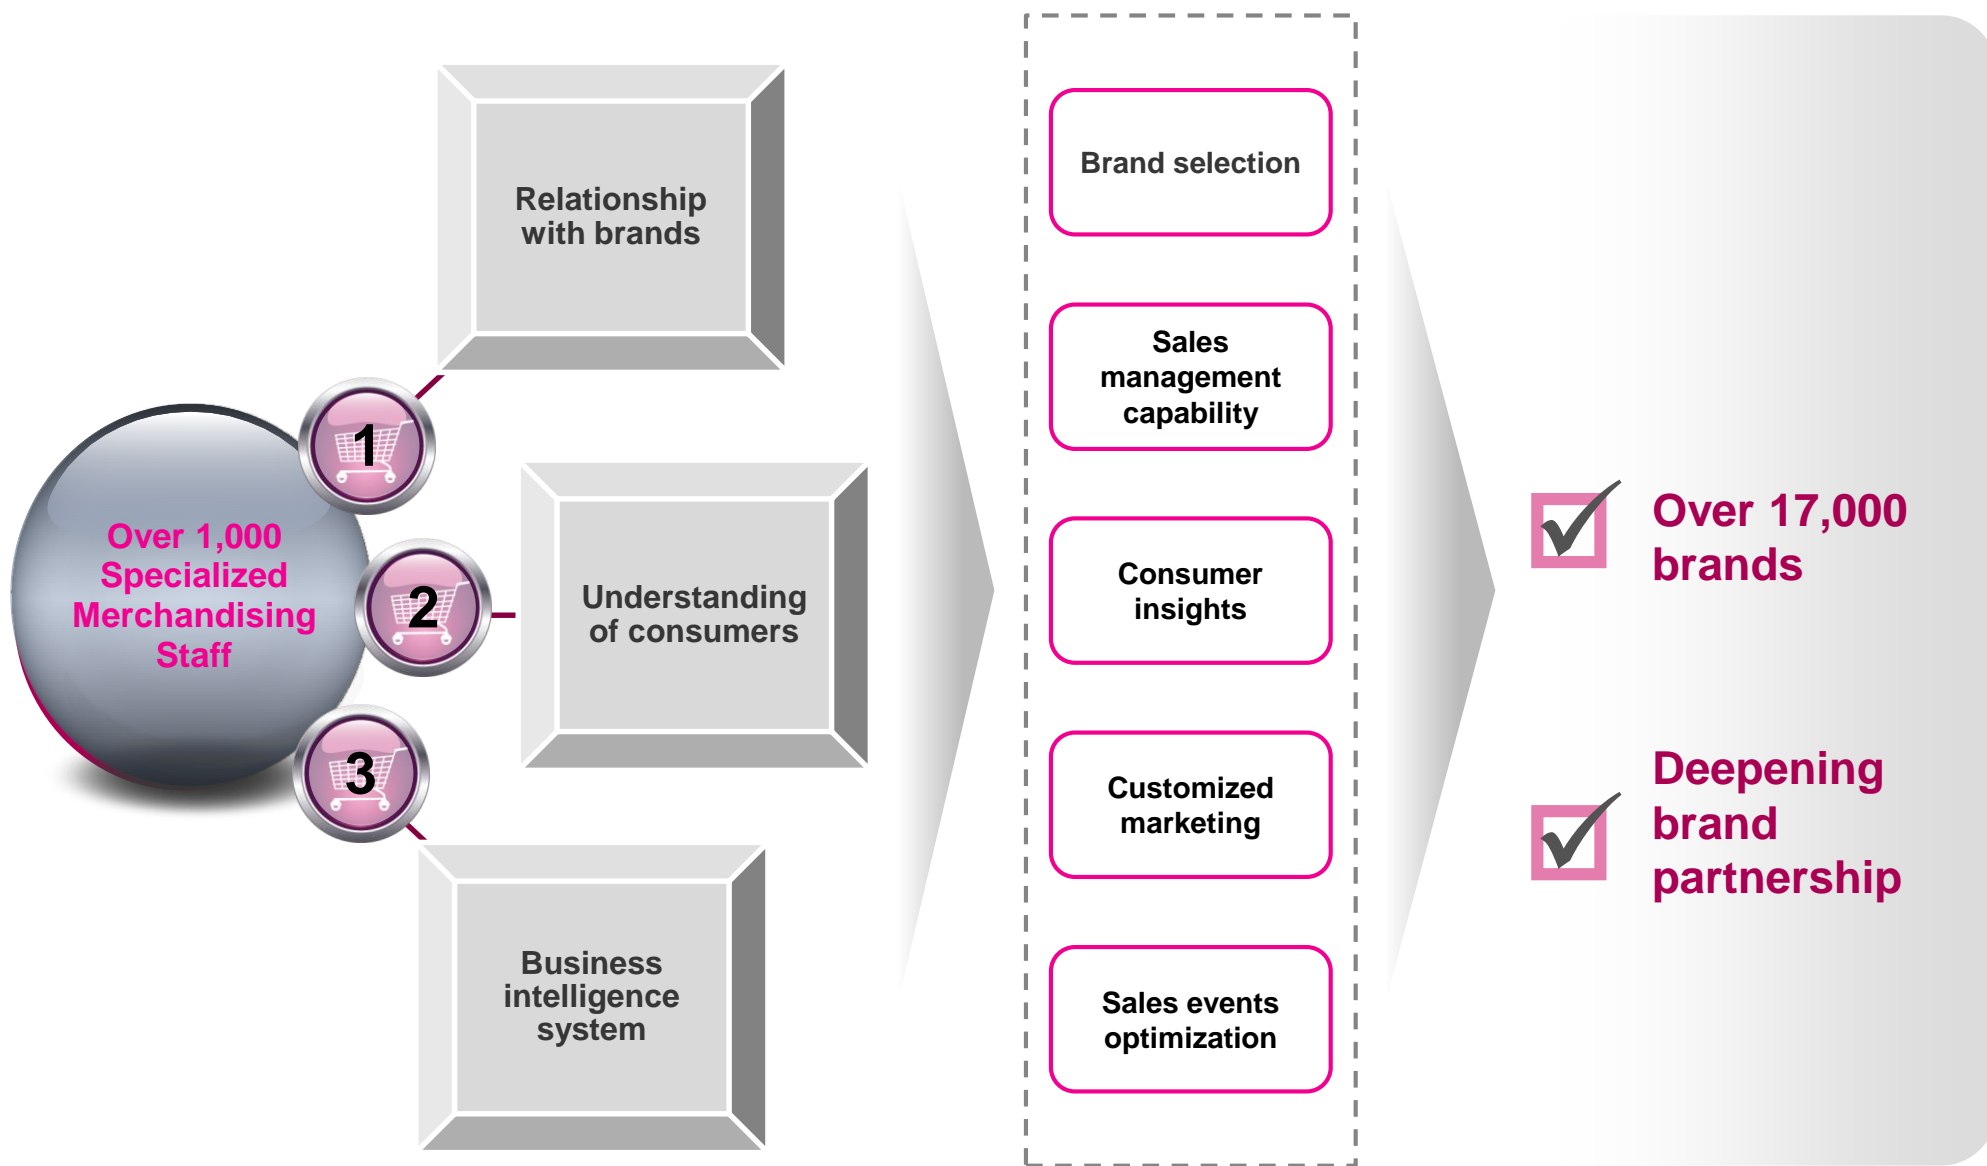 Over 1,000
Specialized
Merchandising
Staff
1
2
3
Relationship
with brands
Understanding
of consumers
Business
intelligence
system
Brand selection
Sales
management
capability
Consumer
insights
Customized
marketing
Sales events
optimization
Over 17,000
brands
Deepening
brand
partnership